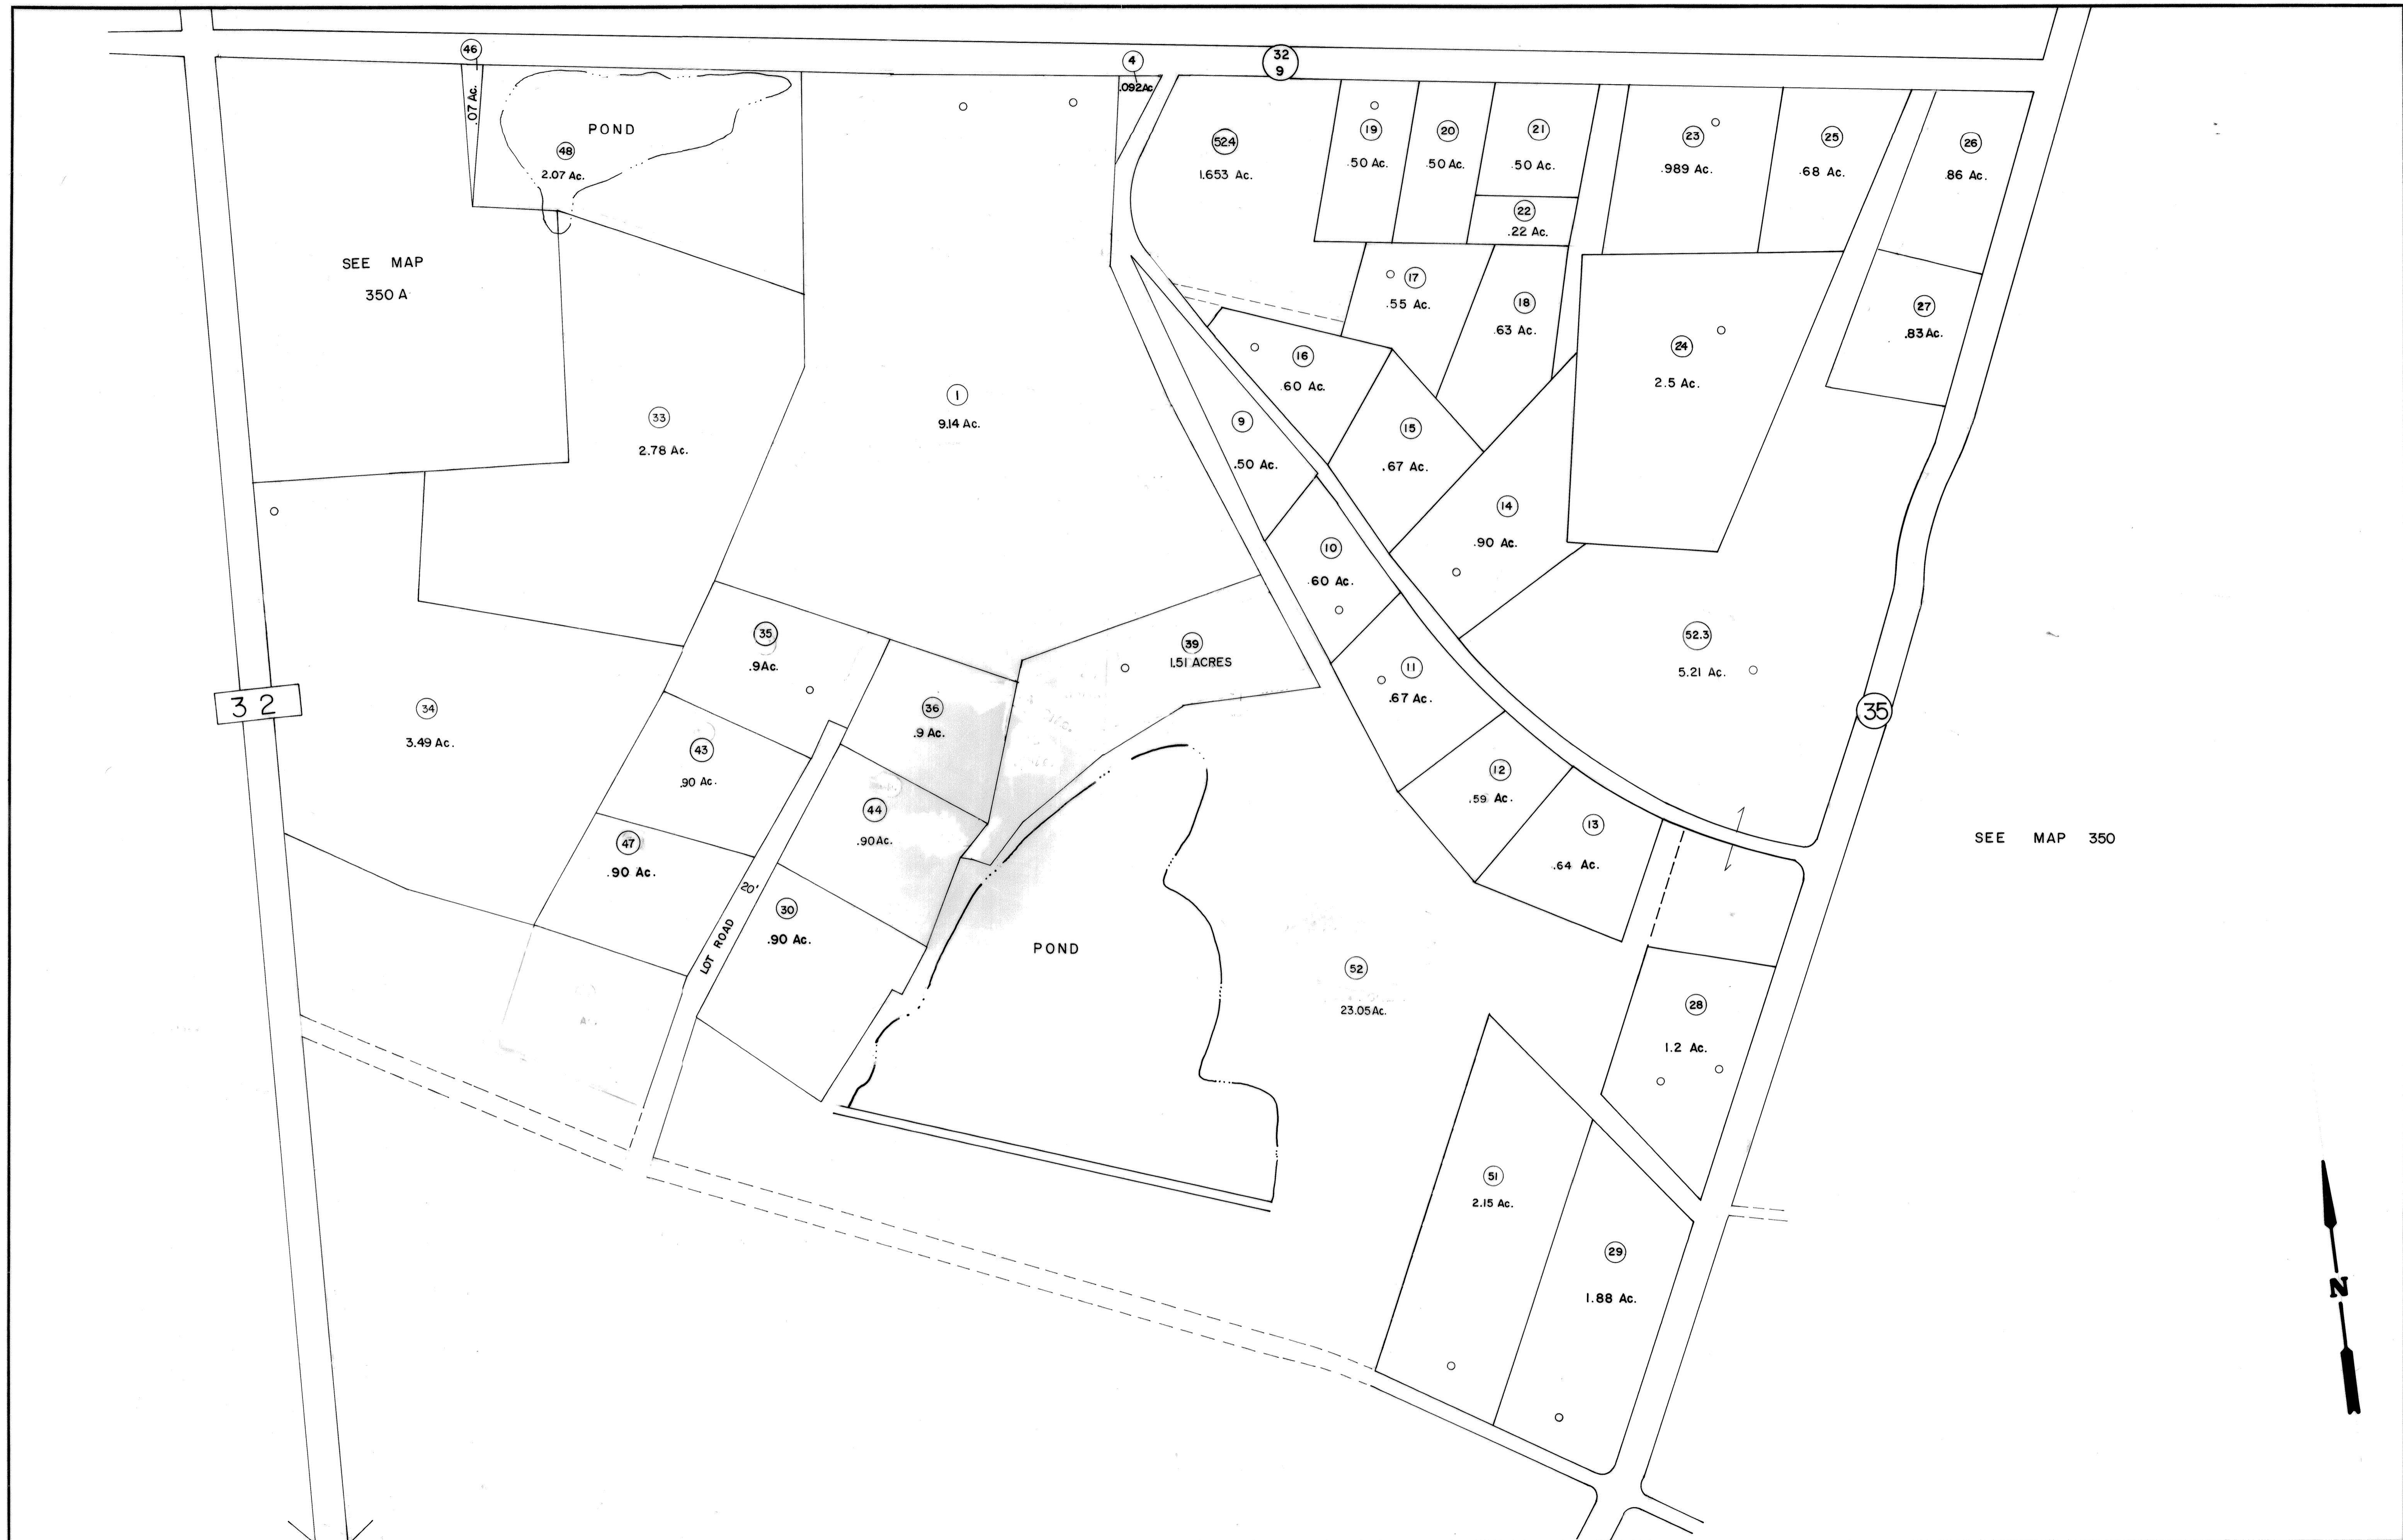 46
.07 Ac.
POND
48
2.07 Ac.
4
.092Ac.
32
9
52.4
1.653 Ac.
19
.50 Ac.
20
.50 Ac.
21
.50 Ac.
22
.22 Ac.
23
.989 Ac.
25
.68 Ac.
26
.86 Ac.
SEE MAP
350 A
17
.55 Ac.
18
.63 Ac.
27
.83 Ac.
24
2.5 Ac.
16
.60 Ac.
1
9.14 Ac.
33
2.78 Ac.
9
.50 Ac.
15
.67 Ac.
14
.90 Ac.
10
.60 Ac.
35
.9Ac.
39
1.51 ACRES
52.3
5.21 Ac.
11
.67 Ac.
32
34
3.49 Ac.
36
.9 Ac.
35
43
.90 Ac.
12
.59 Ac.
44
.90Ac.
13
.64 Ac.
SEE MAP 350
47
.90 Ac.
20'
LOT ROAD
30
.90 Ac.
POND
52
23.05Ac.
28
1.2 Ac.
51
2.15 Ac.
29
1.88 Ac.
N